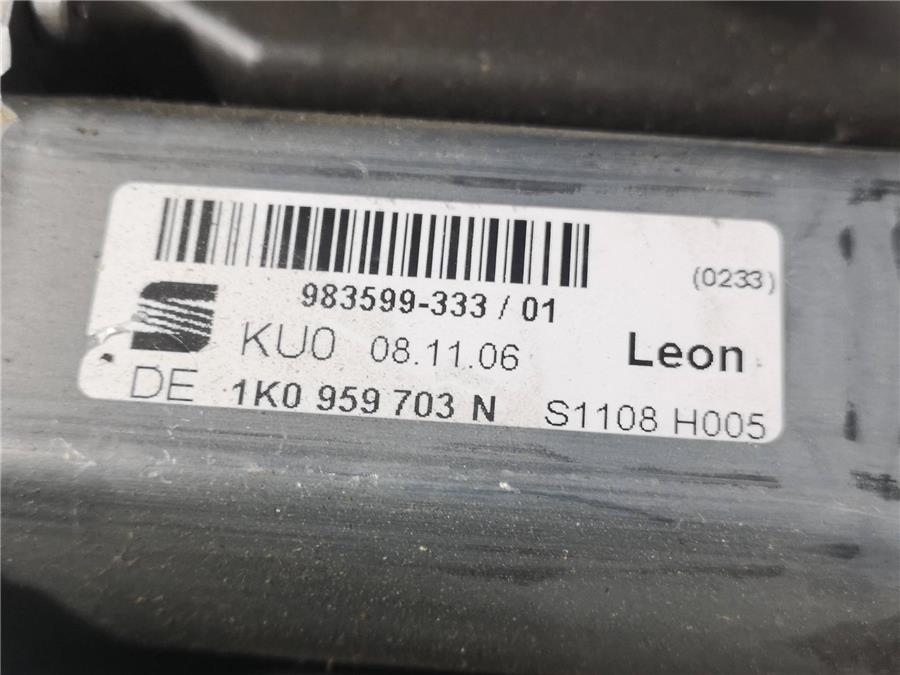 (0233)
983599-333 / 01
KU0 08.11.06 Leon
DE 1K0 959 703 N S1108 H005